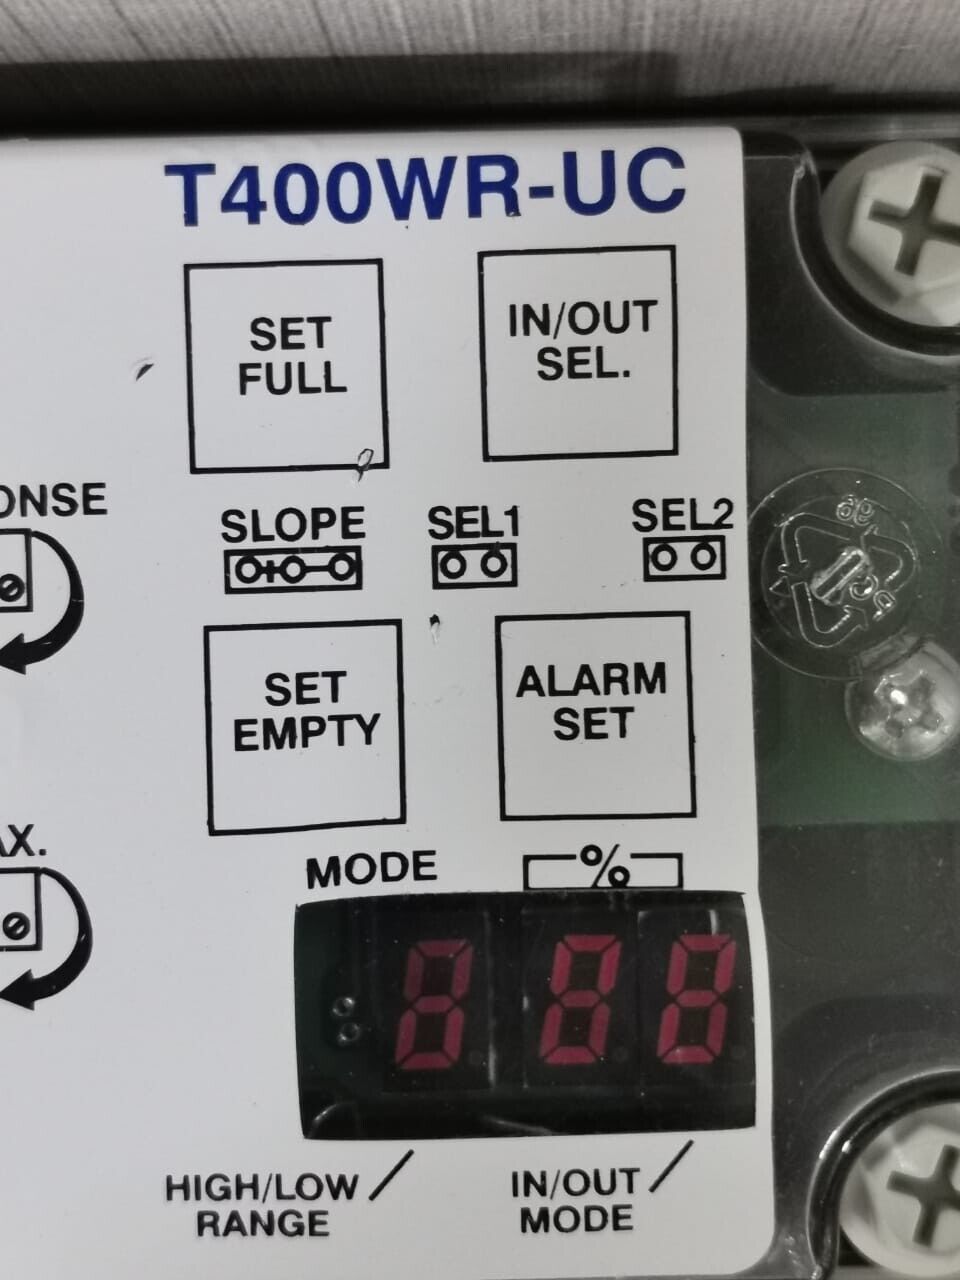 T400WR-UC
SET
FULL
IN/OUT
SEL.
ONSE
SLOPE
SEL1
SEL2
SET
EMPTY
ALARM
SET
AX.
MODE
%
HIGH/LOW
RANGE
IN/OUT
MODE